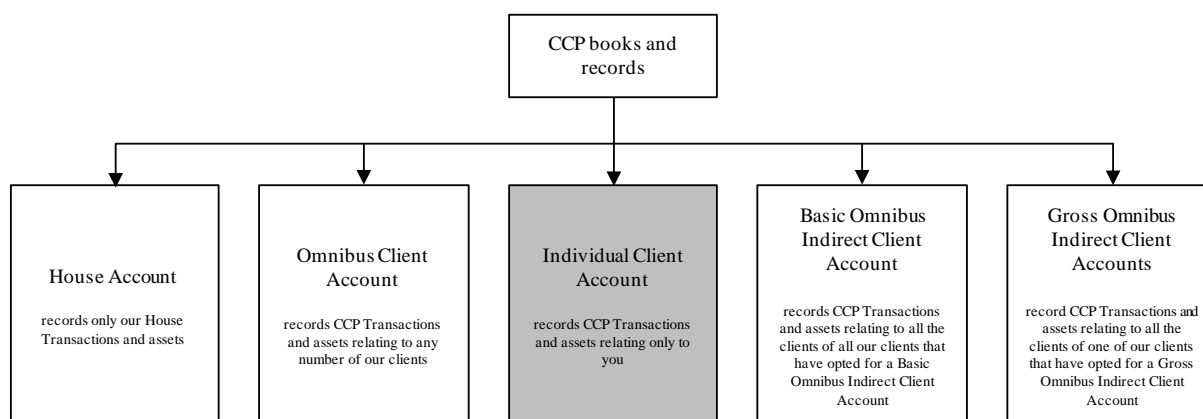 CCP books and
records
House Account
records only our House
Transactions and assets
Omnibus Client
Account
records CCP Transactions
and assets relating to any
number of our clients
Individual Client
Account
records CCP Transactions
and assets relating only to
you
Basic Omnibus
Indirect Client
Account
records CCP Transactions
and assets relating to all the
clients of all our clients that
have opted for a Basic
Omnibus Indirect Client
Account
Gross Omnibus
Indirect Client
Accounts
record CCP Transactions and
assets relating to all the
clients of one of our clients
that have opted for a Gross
Omnibus Indirect Client
Account